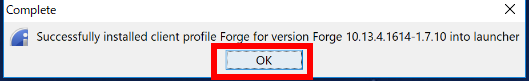 Complete
Successfully installed client profile Forge for version Forge 10.13.4.1614-1.7.10 into launcher
OK